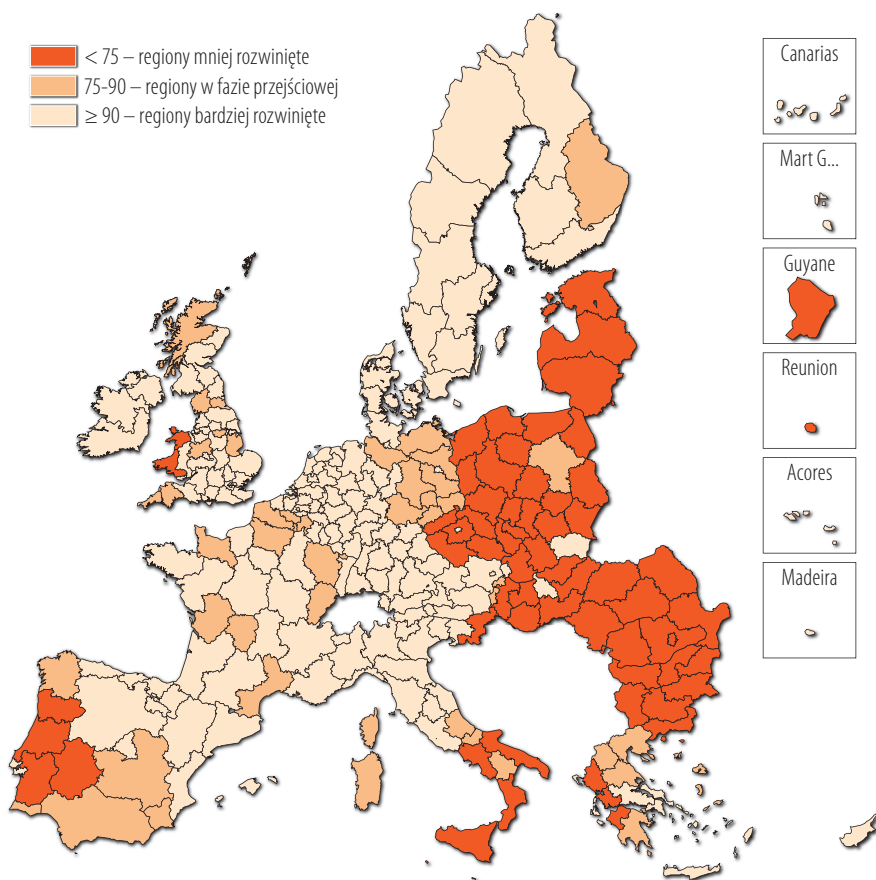 < 75 – regiony mniej rozwinięte
75-90 – regiony w fazie przejściowej
≥ 90 – regiony bardziej rozwinięte
Canarias
Mart G...
Guyane
Reunion
Acores
Madeira